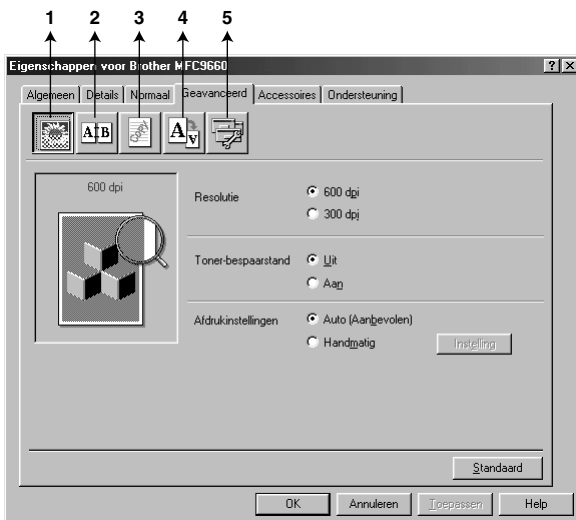 1 2 3 4 5
Eigenschappen voor Brother MFC9660
Algemeen Details Normaal Geavanceerd Accessoires Ondersteuning
600 dpi
Resolutie
600 dpi
300 dpi
Toner-bespaarstand
Uit
Aan
Afdrukinstellingen
Auto (Aanbevolen)
Handmatig
Instelling
Standaard
OK Annuleren Toepassen Help